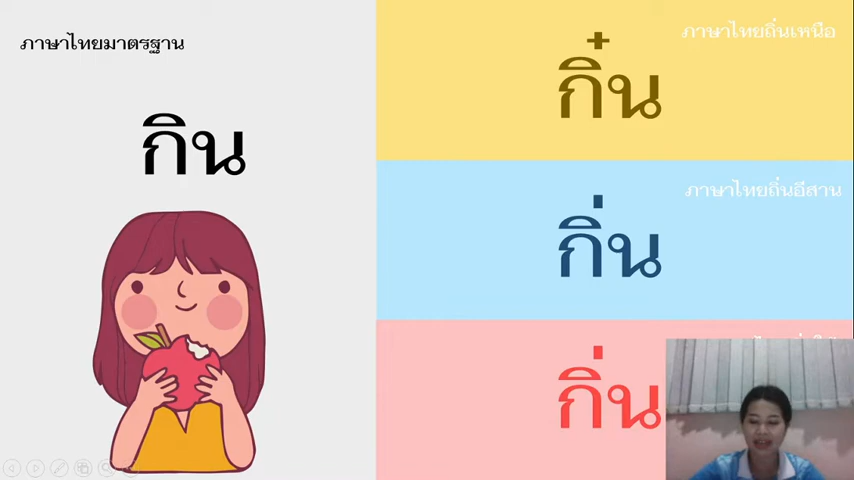 ภาษาไทยมาตรฐาน
กิน
ภาษาไทยถิ่นเหนือ
กิ๋น
ภาษาไทยถิ่นอีสาน
กิ่น
กิ่น